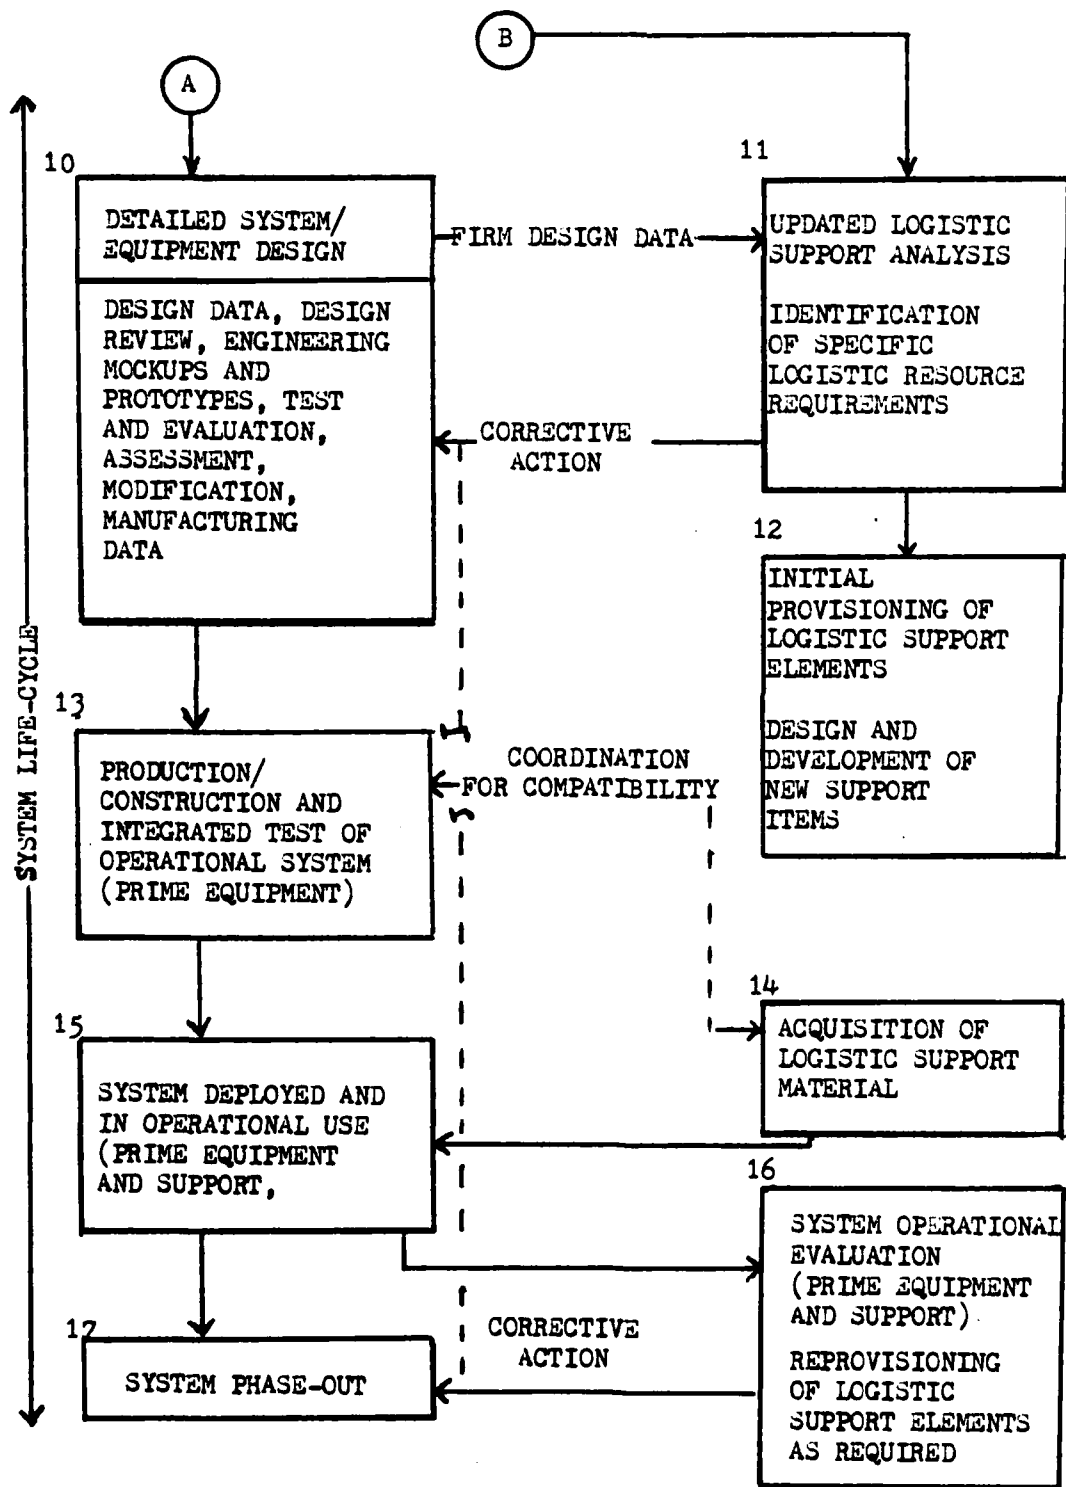 B
A
10
DETAILED SYSTEM/
EQUIPMENT DESIGN
DESIGN DATA, DESIGN
REVIEW, ENGINEERING
MOCKUPS AND
PROTOTYPES, TEST
AND EVALUATION,
ASSESSMENT,
MODIFICATION,
MANUFACTURING
DATA
FIRM DESIGN DATA
11
UPDATED LOGISTIC
SUPPORT ANALYSIS
IDENTIFICATION
OF SPECIFIC
LOGISTIC RESOURCE
REQUIREMENTS
CORRECTIVE
ACTION
12
INITIAL
PROVISIONING OF
LOGISTIC SUPPORT
ELEMENTS
DESIGN AND
DEVELOPMENT OF
NEW SUPPORT
ITEMS
SYSTEM LIFE-CYCLE
13
PRODUCTION/
CONSTRUCTION AND
INTEGRATED TEST OF
OPERATIONAL SYSTEM
(PRIME EQUIPMENT)
COORDINATION
FOR COMPATIBILITY
14
ACQUISITION OF
LOGISTIC SUPPORT
MATERIAL
15
SYSTEM DEPLOYED AND
IN OPERATIONAL USE
(PRIME EQUIPMENT
AND SUPPORT,
16
SYSTEM OPERATIONAL
EVALUATION
(PRIME EQUIPMENT
AND SUPPORT)
REPROVISIONING
OF LOGISTIC
SUPPORT ELEMENTS
AS REQUIRED
CORRECTIVE
ACTION
17
SYSTEM PHASE-OUT